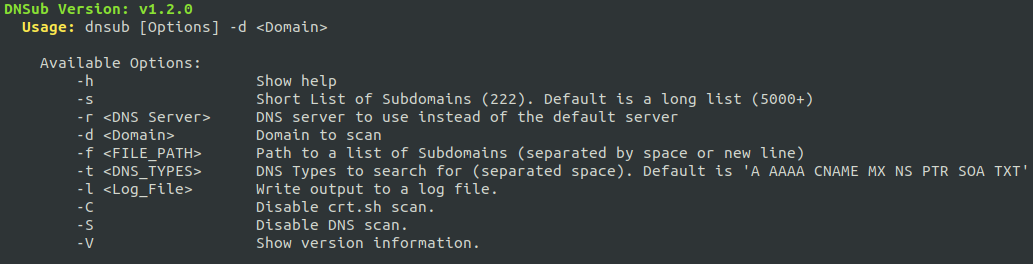 DNSub Version: v1.2.0
Usage: dnsub [Options] -d <Domain>
Available Options:
-h Show help
-s Short List of Subdomains (222). Default is a long list (5000+)
-r <DNS Server> DNS server to use instead of the default server
-d <Domain> Domain to scan
-f <FILE_PATH> Path to a list of Subdomains (separated by space or new line)
-t <DNS_TYPES> DNS Types to search for (separated space). Default is 'A AAAA CNAME MX NS PTR SOA TXT'
-l <Log_File> Write output to a log file.
-C Disable crt.sh scan.
-S Disable DNS scan.
-V Show version information.